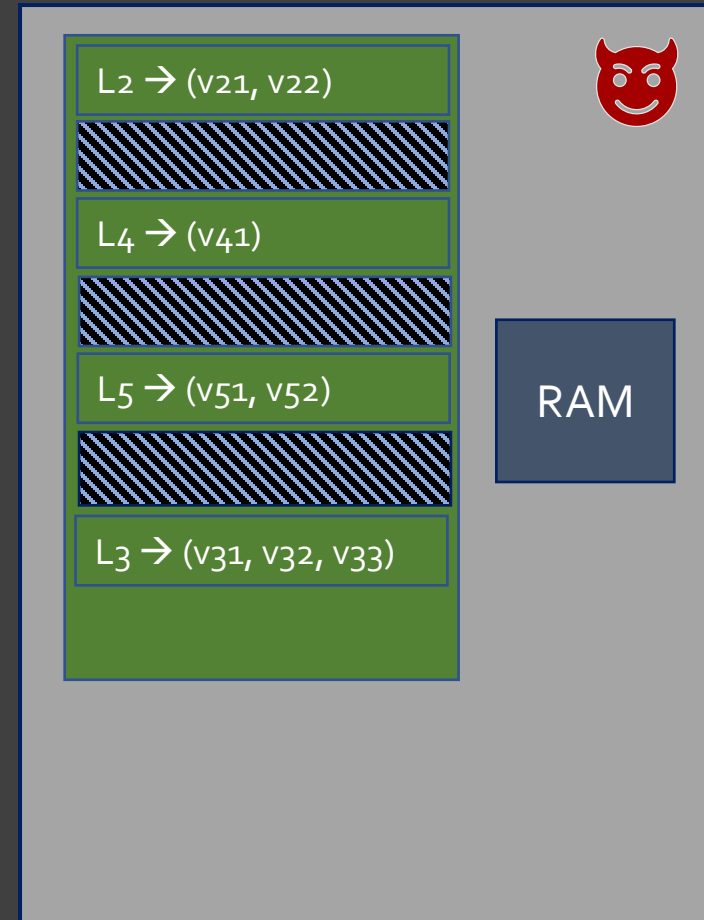 L2 → (v21, v22)
L4 → (v41)
L5 → (v51, v52)
RAM
L3 → (v31, v32, v33)